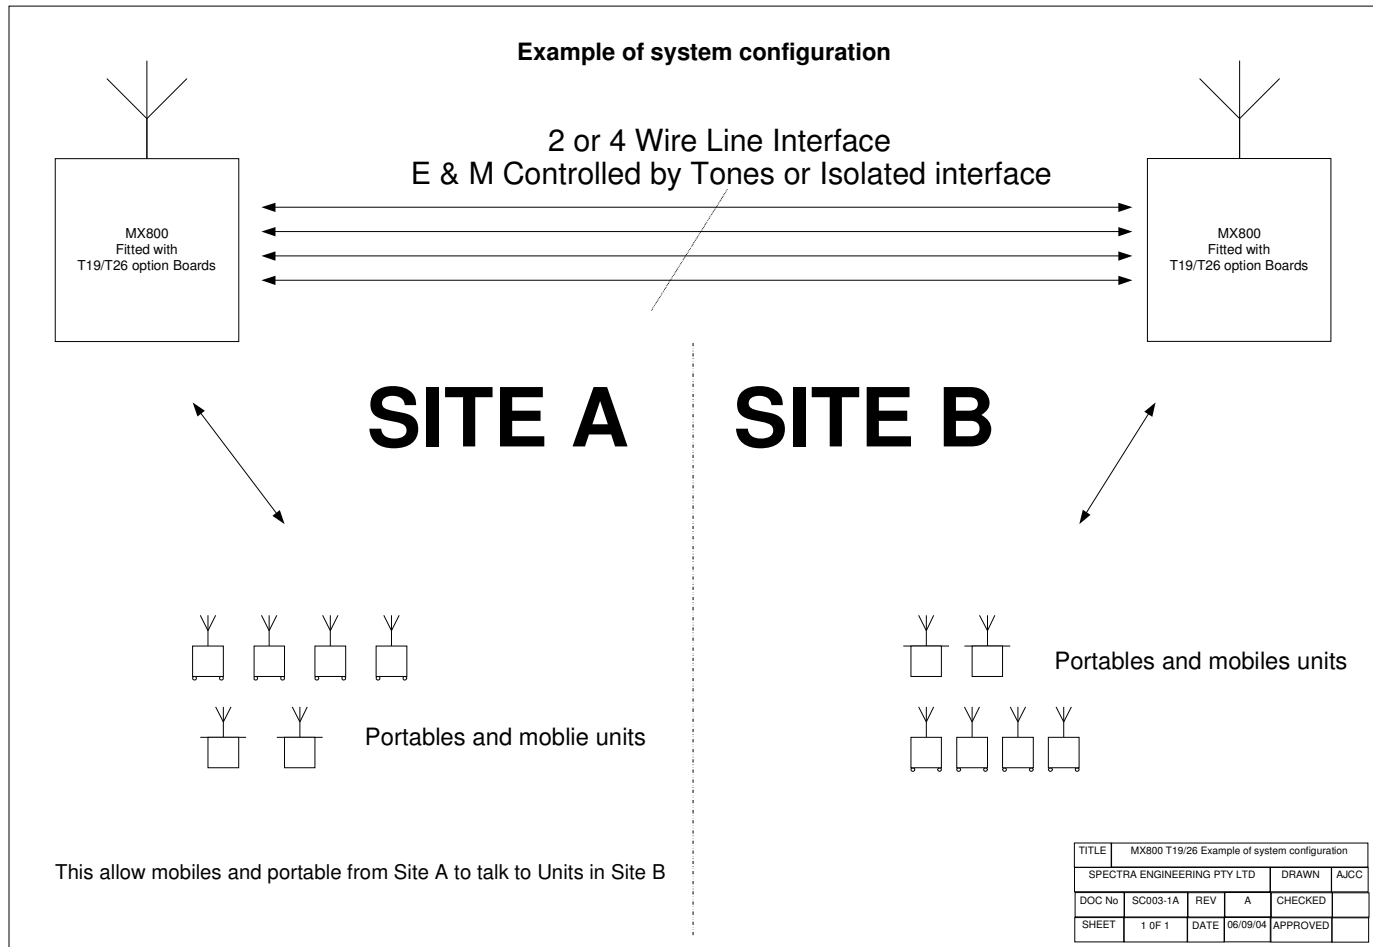 Example of system configuration
2 or 4 Wire Line Interface
E & M Controlled by Tones or Isolated interface
MX800
Fitted with
T19/T26 option Boards
MX800
Fitted with
T19/T26 option Boards
SITE A
SITE B
Portables and mobiles units
Portables and moblie units
This allow mobiles and portable from Site A to talk to Units in Site B
TITLE MX800 T19/26 Example of system configuration
SPECTRA ENGINEERING PTY LTD DRAWN AJCC
DOC No SC003-1A REV A CHECKED
SHEET 1 0F 1 DATE 06/09/04 APPROVED